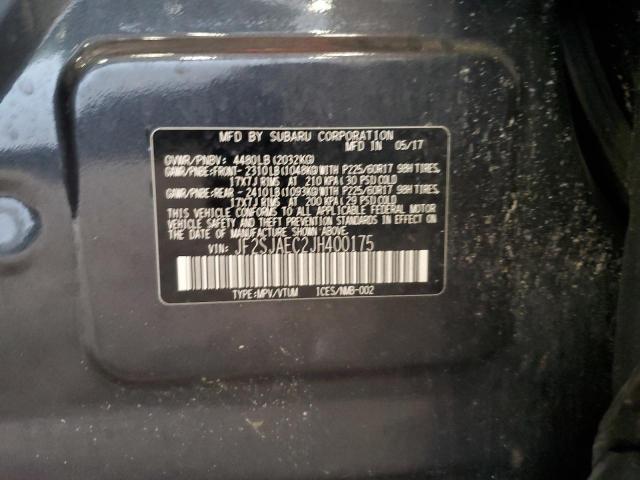 MFD BY SUBARU CORPORATION
MFD IN 05/17
GVWR/PNBV: 4480LB(2032KG)
GAWR/PNBE:FRONT- 2310LB(1048KG)WITH P225/60R17 98H TIRES,
17X7J RIMS AT 210 KPA(30 PSI)COLD
GAWR/PNBE:REAR - 2410LB(1093KG)WITH P225/60R17 98H TIRES,
17X7J RIMS AT 200 KPA(29 PSI)COLD
THIS VEHICLE CONFORMS TO ALL APPLICABLE FEDERAL MOTOR
VEHICLE SAFETY, BUMPER, AND THEFT PREVENTION STANDARDS
IN EFFECT ON THE DATE OF MANUFACTURE SHOWN ABOVE.
VIN: JF2SJAEC2JH400175
TYPE:MPV/VTUM ICES/NMB-002